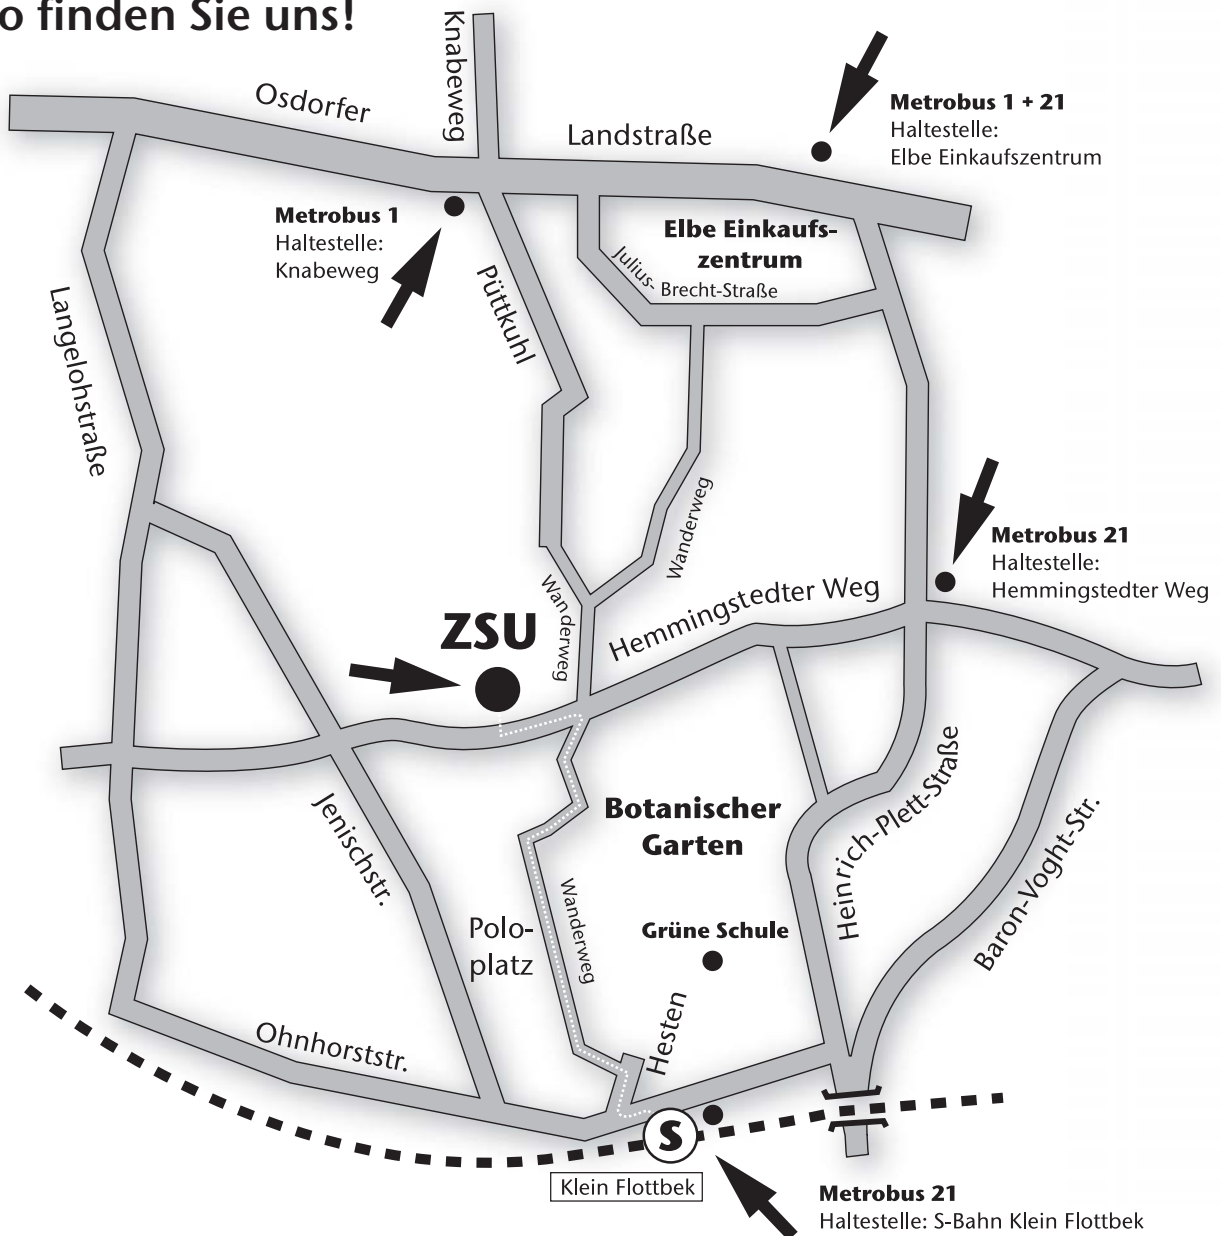 o finden Sie uns!
Knabeweg
Osdorfer
Landstraße
Metrobus 1 + 21
Haltestelle:
Elbe Einkaufszentrum
Metrobus 1
Haltestelle:
Knabeweg
Elbe Einkaufs-
zentrum
Julius-
Brecht-Straße
Püttkuhl
Langelohstraße
Wanderweg
Metrobus 21
Haltestelle:
Hemmingstedter Weg
Wanderweg
Hemmingstedter Weg
ZSU
Jenischstr.
Botanischer
Garten
Heinrich-Plett-Straße
Baron-Voght-Str.
Polo-
platz
Wanderweg
Grüne Schule
Hesten
Ohnhorststr.
S
Klein Flottbek
Metrobus 21
Haltestelle: S-Bahn Klein Flottbek